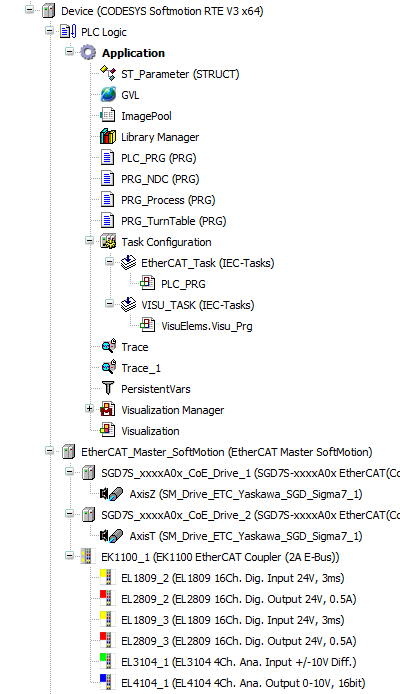 Device (CODESYS Softmotion RTE V3 x64)
PLC Logic
Application
ST_Parameter (STRUCT)
GVL
ImagePool
Library Manager
PLC_PRG (PRG)
PRG_NDC (PRG)
PRG_Process (PRG)
PRG_TurnTable (PRG)
Task Configuration
EtherCAT_Task (IEC-Tasks)
PLC_PRG
VISU_TASK (IEC-Tasks)
VisuElems.Visu_Prg
Trace
Trace_1
PersistentVars
Visualization Manager
Visualization
EtherCAT_Master_SoftMotion (EtherCAT Master SoftMotion)
SGD7S_xxxxA0x_CoE_Drive_1 (SGD7S-xxxxA0x EtherCAT(Co
AxisZ (SM_Drive_ETC_Yaskawa_SGD_Sigma7_1)
SGD7S_xxxxA0x_CoE_Drive_2 (SGD7S-xxxxA0x EtherCAT(Co
AxisT (SM_Drive_ETC_Yaskawa_SGD_Sigma7_1)
EK1100_1 (EK1100 EtherCAT Coupler (2A E-Bus))
EL1809_2 (EL1809 16Ch. Dig. Input 24V, 3ms)
EL2809_2 (EL2809 16Ch. Dig. Output 24V, 0.5A)
EL1809_3 (EL1809 16Ch. Dig. Input 24V, 3ms)
EL2809_3 (EL2809 16Ch. Dig. Output 24V, 0.5A)
EL3104_1 (EL3104 4Ch. Ana. Input +/-10V Diff.)
EL4104_1 (EL4104 4Ch. Ana. Output 0-10V, 16bit)